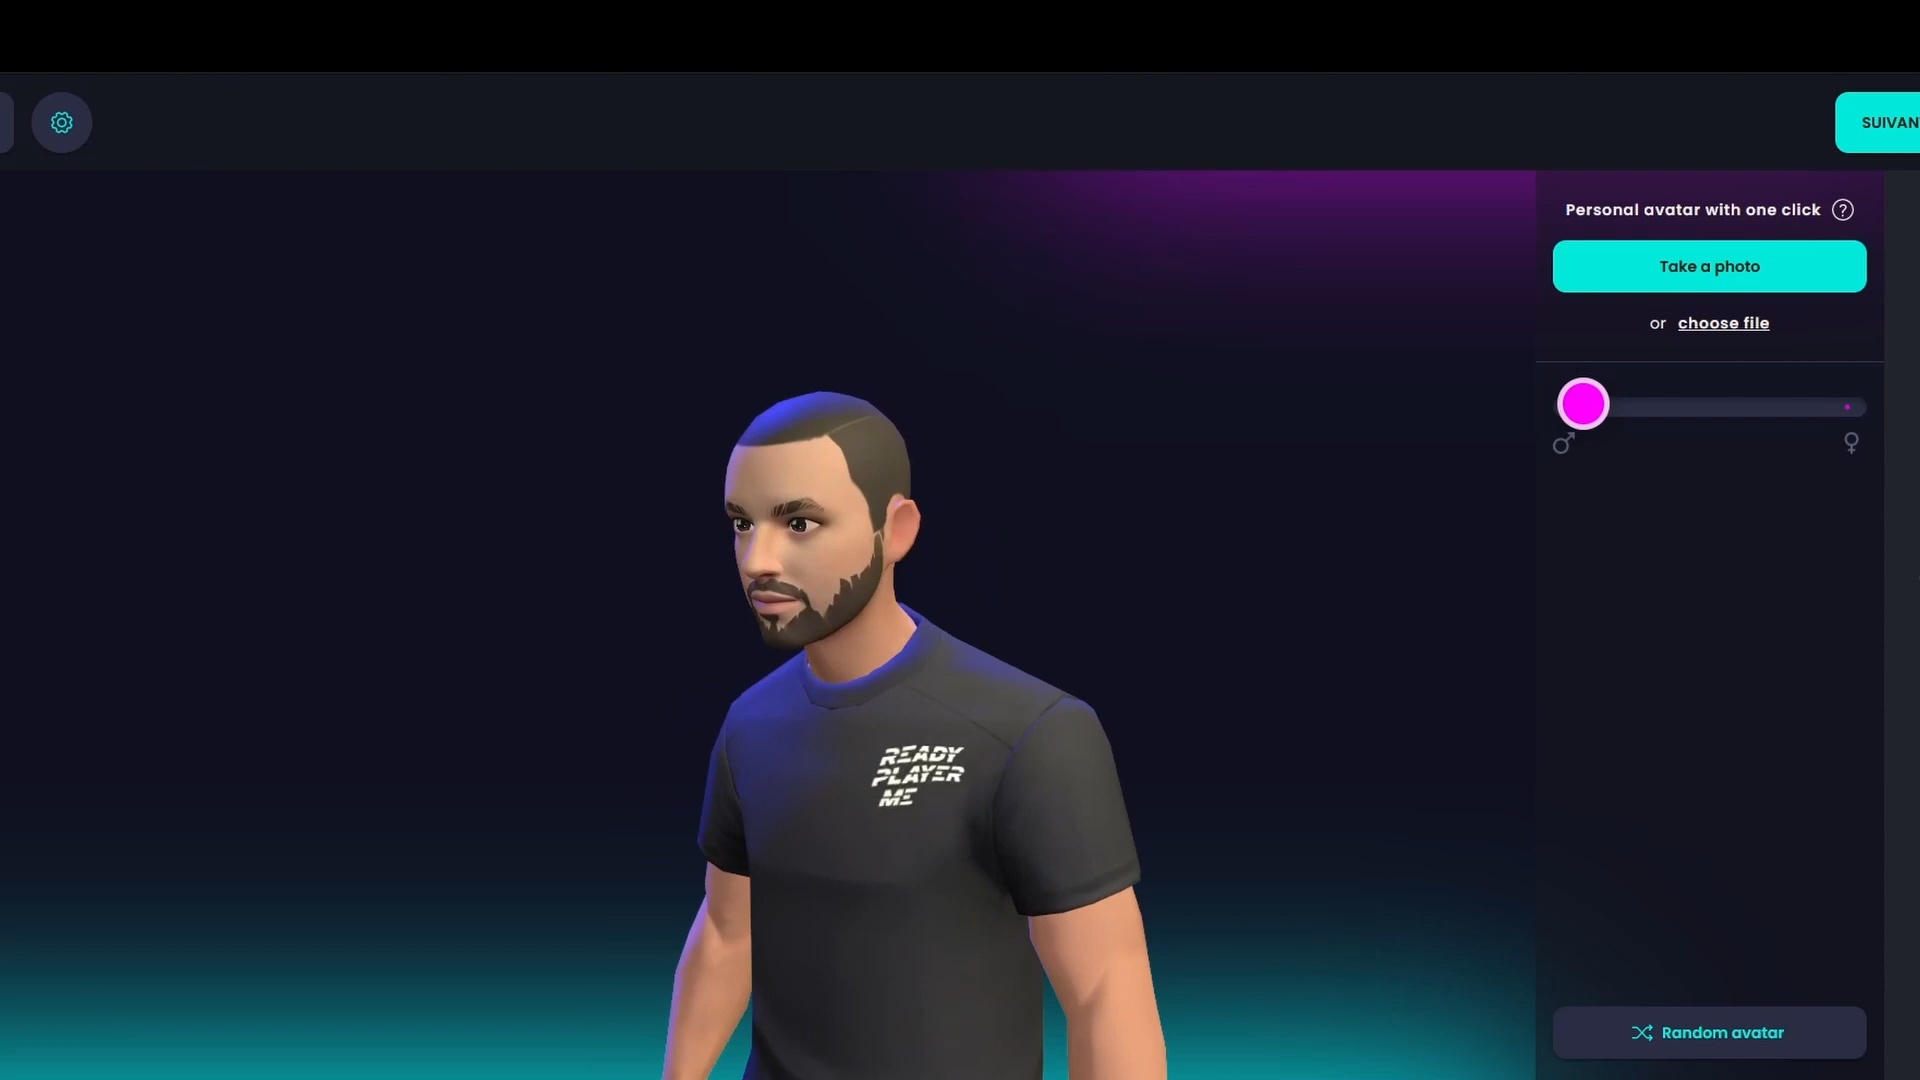 SUIVAN
Personal avatar with one click ?
Take a photo
or choose file
READY
PLAYER
ME
Random avatar